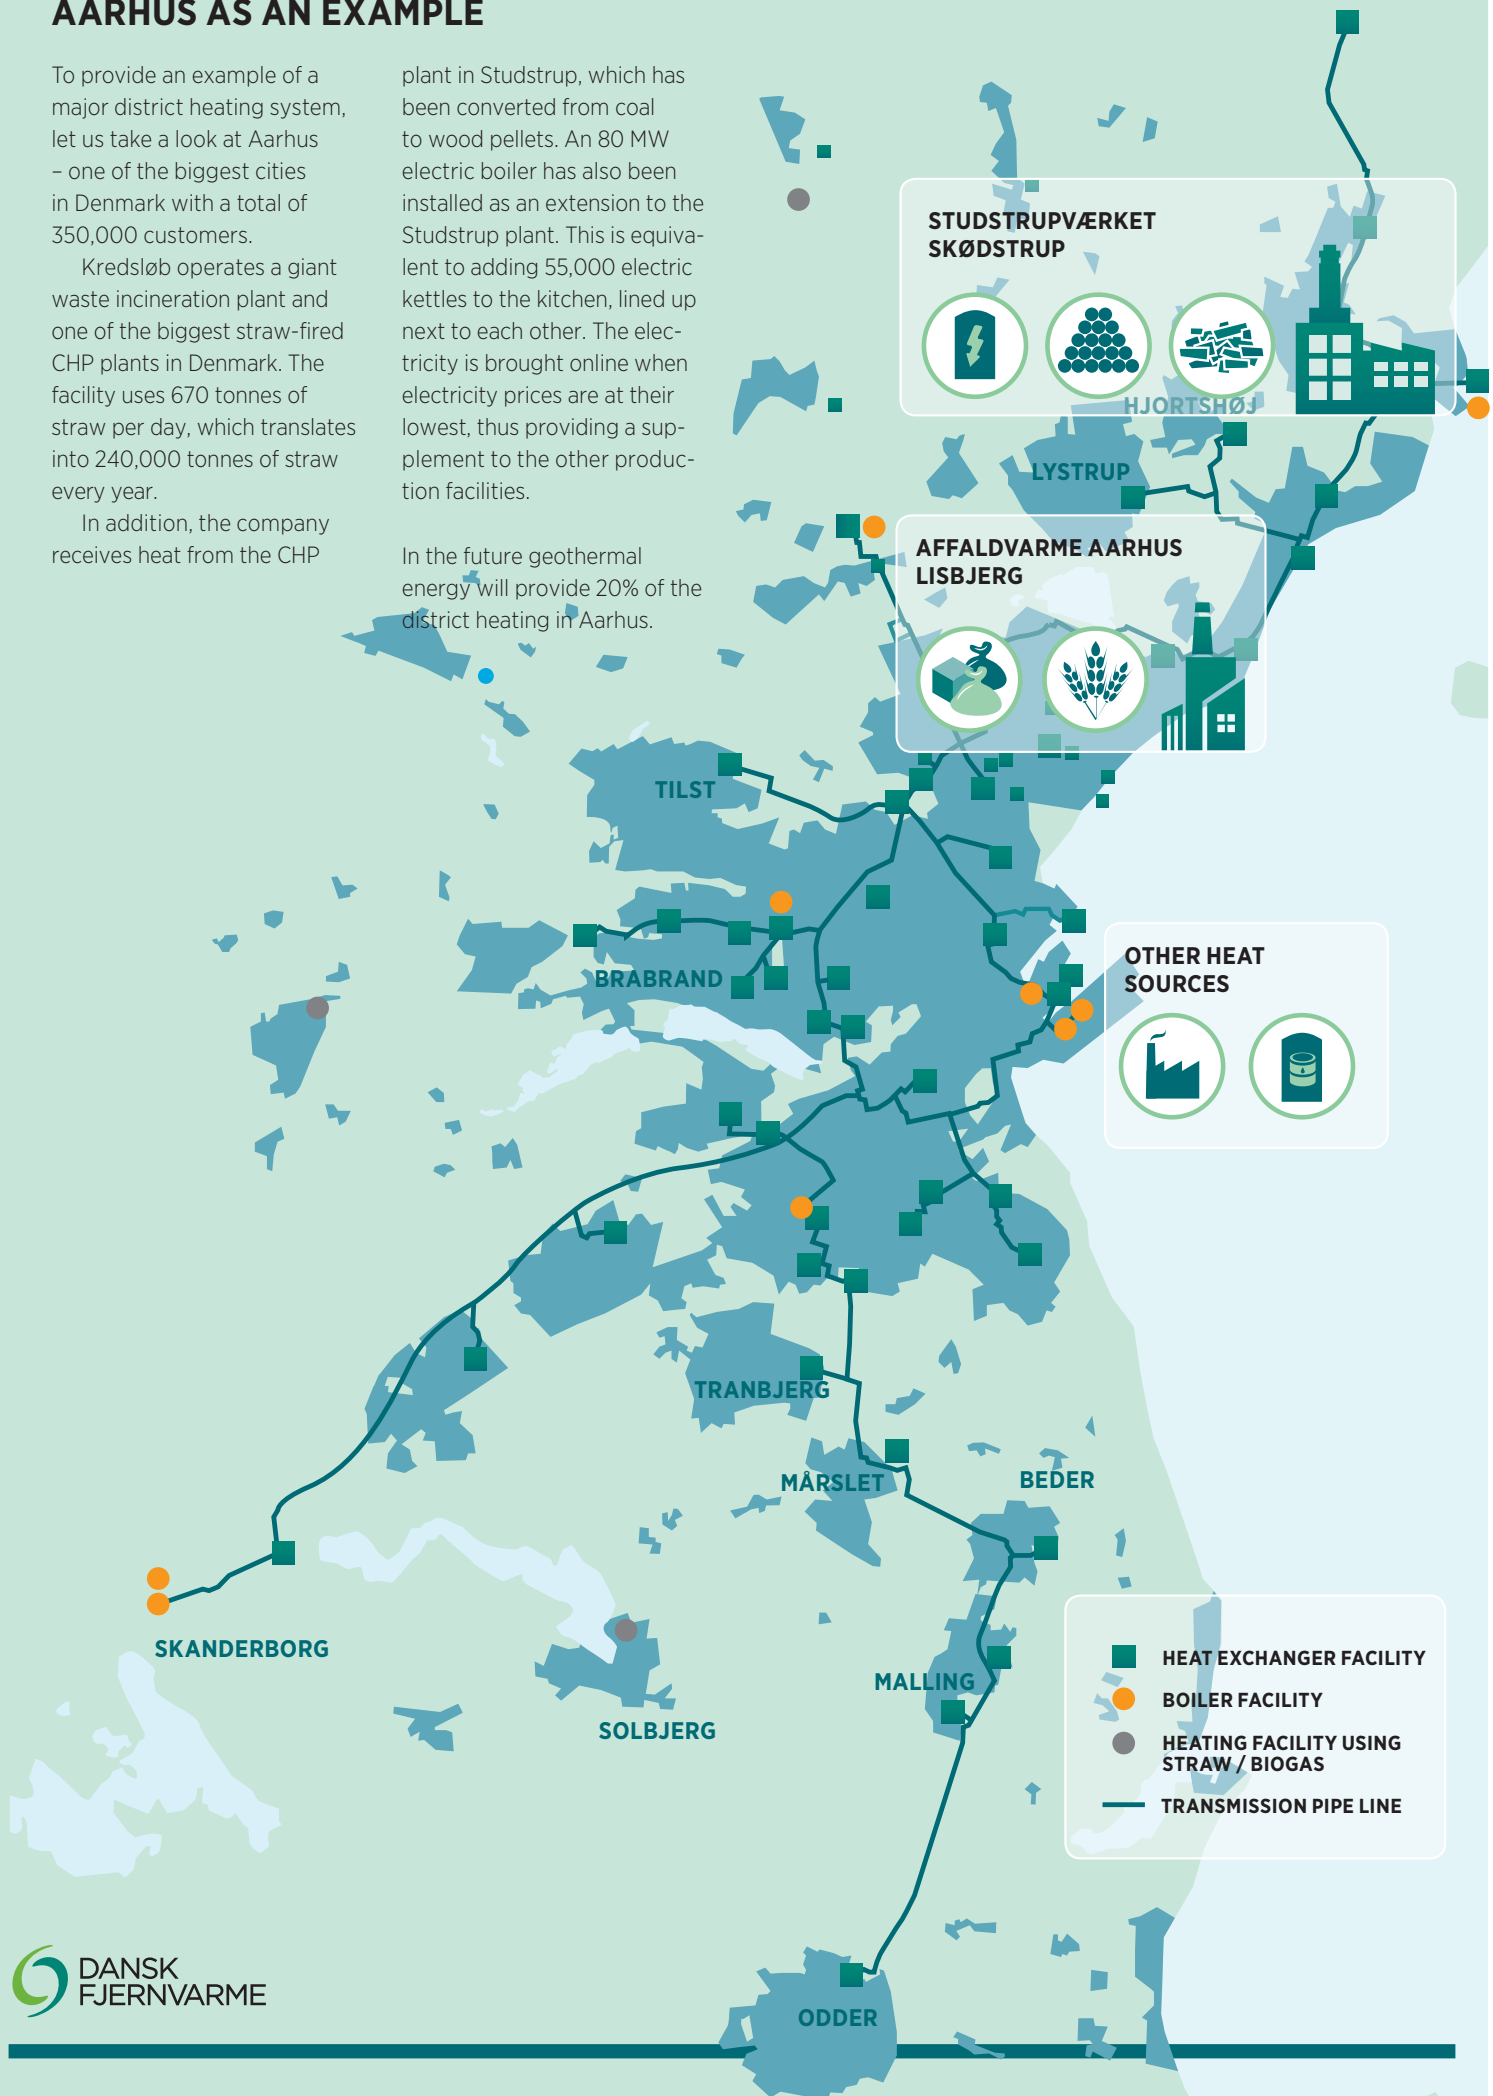 AARHUS AS AN EXAMPLE
To provide an example of a
major district heating system,
let us take a look at Aarhus
– one of the biggest cities
in Denmark with a total of
350,000 customers.
Kredsløb operates a giant
waste incineration plant and
one of the biggest straw-fired
CHP plants in Denmark. The
facility uses 670 tonnes of
straw per day, which translates
into 240,000 tonnes of straw
every year.
In addition, the company
receives heat from the CHP
plant in Studstrup, which has
been converted from coal
to wood pellets. An 80 MW
electric boiler has also been
installed as an extension to the
Studstrup plant. This is equiva-
lent to adding 55,000 electric
kettles to the kitchen, lined up
next to each other. The elec-
tricity is brought online when
electricity prices are at their
lowest, thus providing a sup-
plement to the other produc-
tion facilities.
In the future geothermal
energy will provide 20% of the
district heating in Aarhus.
STUDSTRUPVÆRKET
SKØDSTRUP
HJORTSHØJ
LYSTRUP
AFFALDVARME AARHUS
LISBJERG
TILST
BRABRAND
OTHER HEAT
SOURCES
TRANBJERG
MÅRSLET
BEDER
SKANDERBORG
SOLBJERG
MALLING
HEAT EXCHANGER FACILITY
BOILER FACILITY
HEATING FACILITY USING
STRAW / BIOGAS
TRANSMISSION PIPE LINE
ODDER
DANSK
FJERNVARME